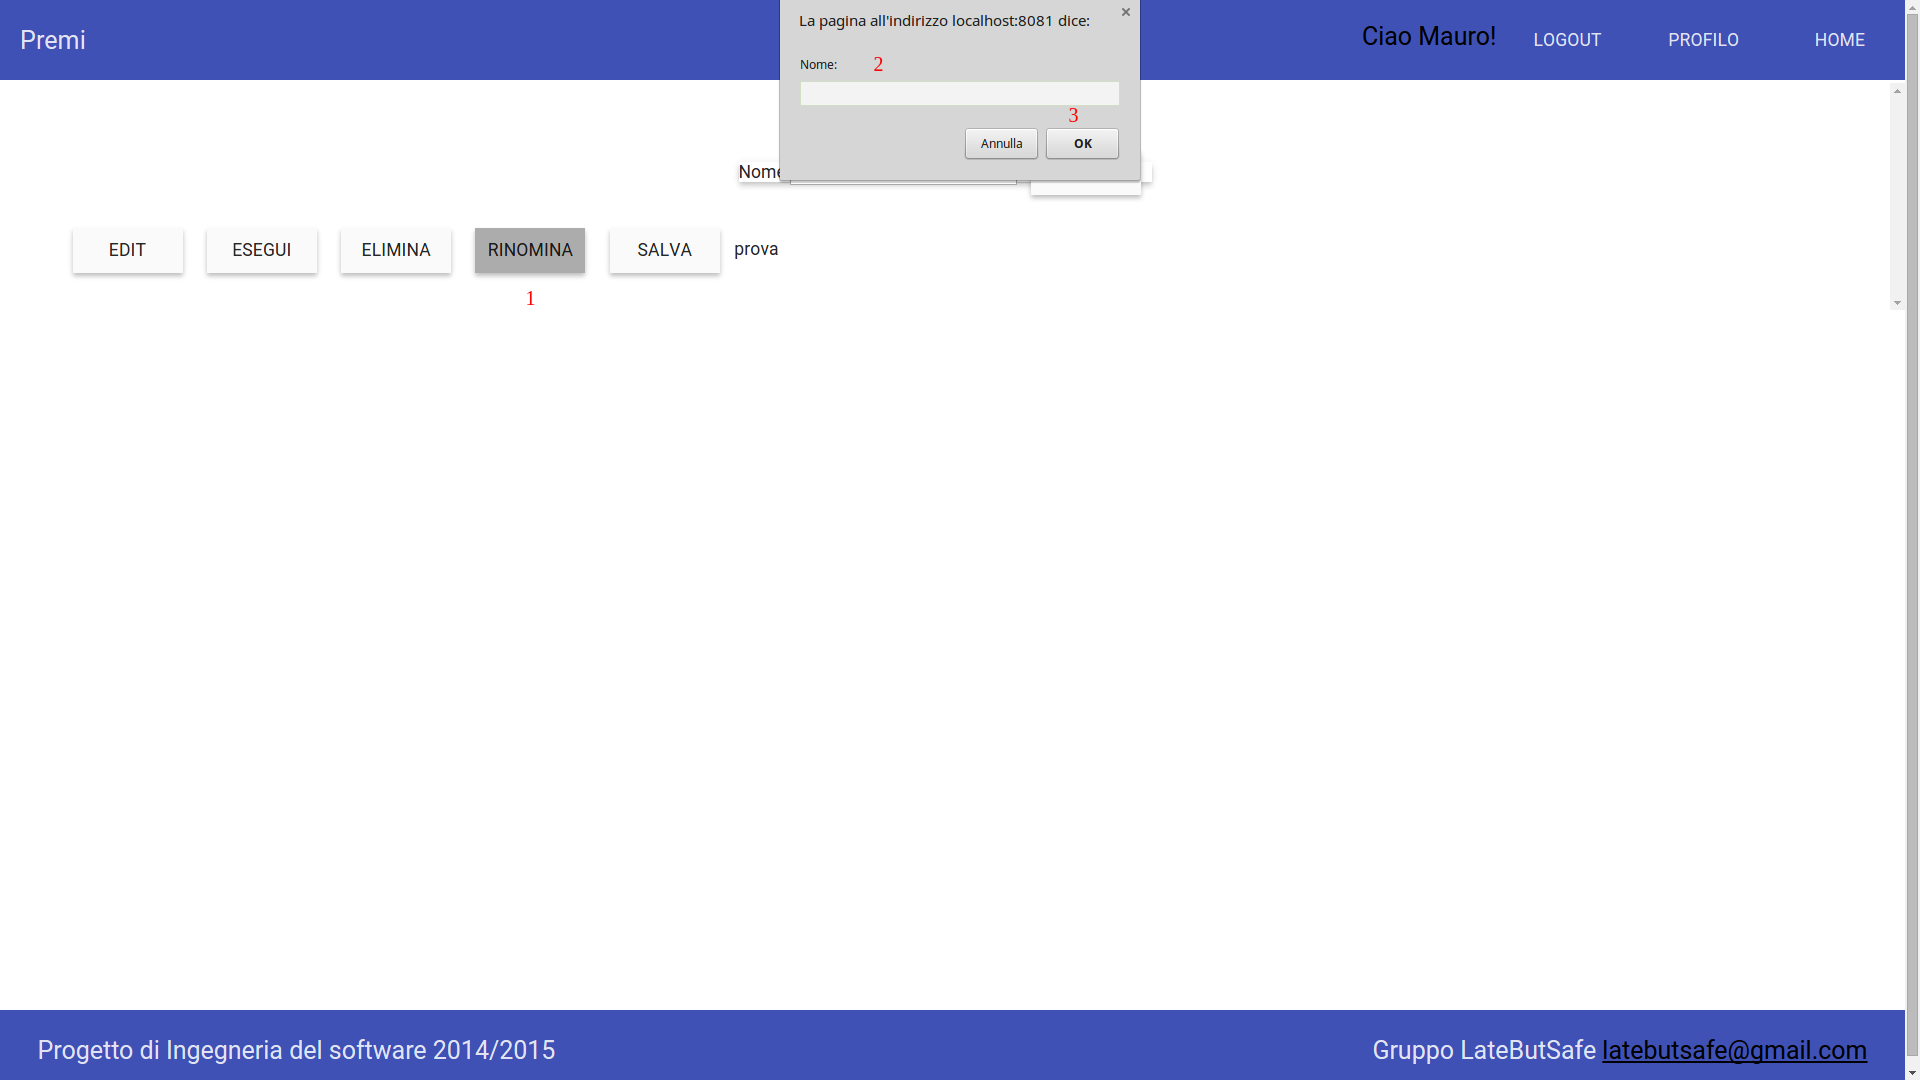 Premi
La pagina all'indirizzo localhost:8081 dice:
Ciao Mauro!
LOGOUT
PROFILO
HOME
Nome:
2
3
Annulla
OK
Nome
EDIT
ESEGUI
ELIMINA
RINOMINA
SALVA
prova
1
Progetto di Ingegneria del software 2014/2015
Gruppo LateButSafe latebutsafe@gmail.com